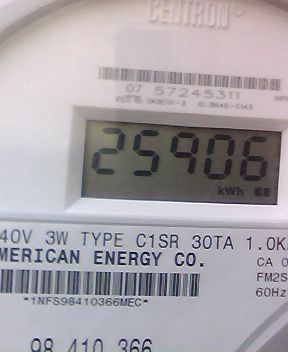 CENTRON®
07 57245311
25906
kWh
40V 3W TYPE C1SR 30TA 1.0K
MERICAN ENERGY CO.
CA 0
FM2S
60Hz
*1NFS98410366MEC*
98 410 366